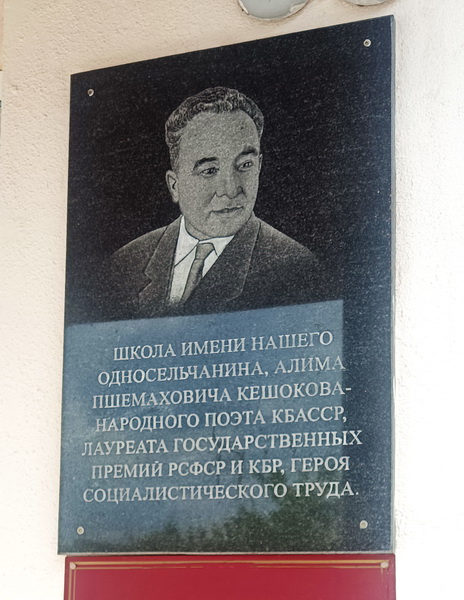 ШКОЛА ИМЕНИ НАШЕГО
ОДНОСЕЛЬЧАНИНА, АЛИМА
ПШЕМАХОВИЧА КЕШОКОВА-
НАРОДНОГО ПОЭТА КБАССР,
ЛАУРЕАТА ГОСУДАРСТВЕННЫХ
ПРЕМИЙ РСФСР И КБР, ГЕРОЯ
СОЦИАЛИСТИЧЕСКОГО ТРУДА.